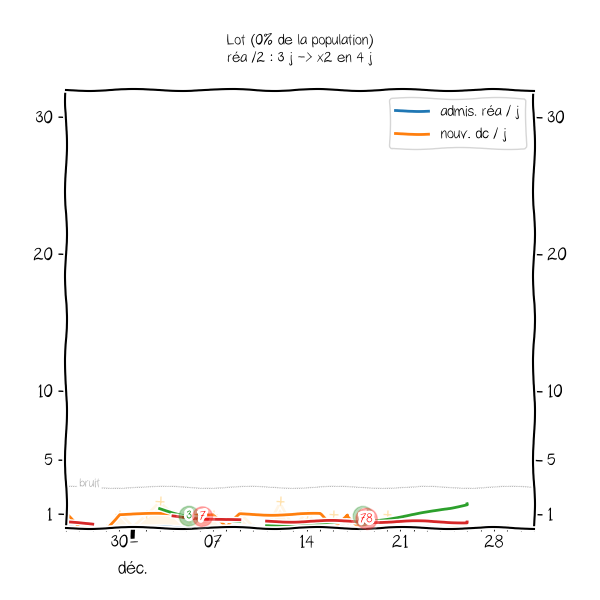 Lot (0% de la population)
réa /2 : 3 j -> x2 en 4 j
admis. réa / j
nouv. dc / j
30 30
20 20
10 10
5 5
bruit
1 3 7 78 1
30 07 14 21 28
déc.